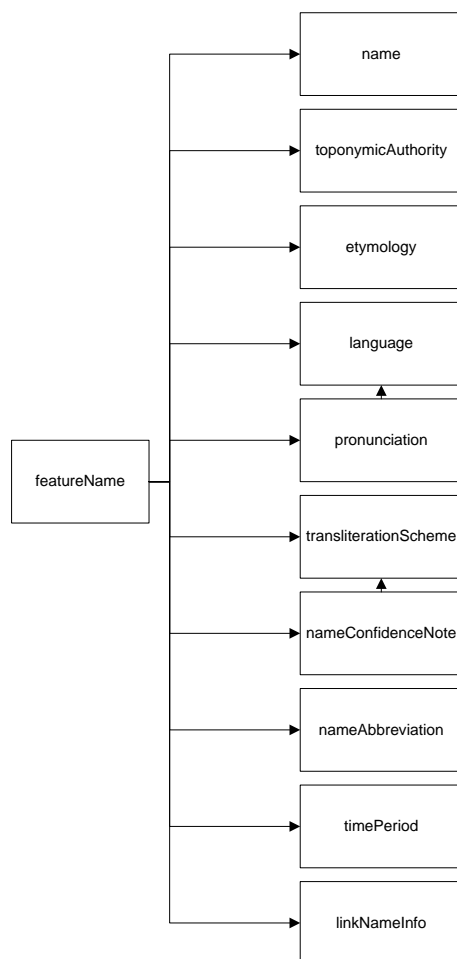 name
toponymicAuthority
etymology
language
pronunciation
featureName
transliterationScheme
nameConfidenceNote
nameAbbreviation
timePeriod
linkNameInfo